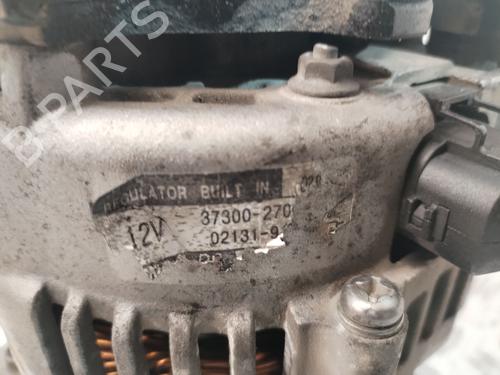 B-PARTS
REGULATOR BUILT IN
12V 37300-270
02131-9